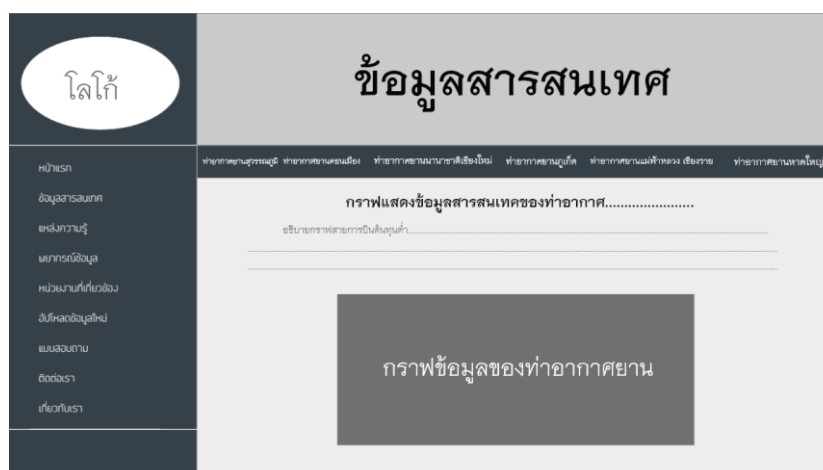 โลโก้
ข้อมูลสารสนเทศ
ท่าอากาศยานสุวรรณภูมิ ท่าอากาศยานดอนเมือง ท่าอากาศยานนานาชาติเชียงใหม่ ท่าอากาศยานภูเก็ต ท่าอากาศยานแม่ฟ้าหลวง เชียงราย ท่าอากาศยานหาดใหญ่
หน้าแรก
ข้อมูลสารสนเทศ
แหล่งความรู้
พยากรณ์ข้อมูล
หน่วยงานที่เกี่ยวข้อง
อัปโหลดข้อมูลใหม่
แบบสอบถาม
ติดต่อเรา
เกี่ยวกับเรา
กราฟแสดงข้อมูลสารสนเทคของท่าอากาศ.......................
อธิบายกราฟสายการบินต้นทุนต่ำ
กราฟข้อมูลของท่าอากาศยาน